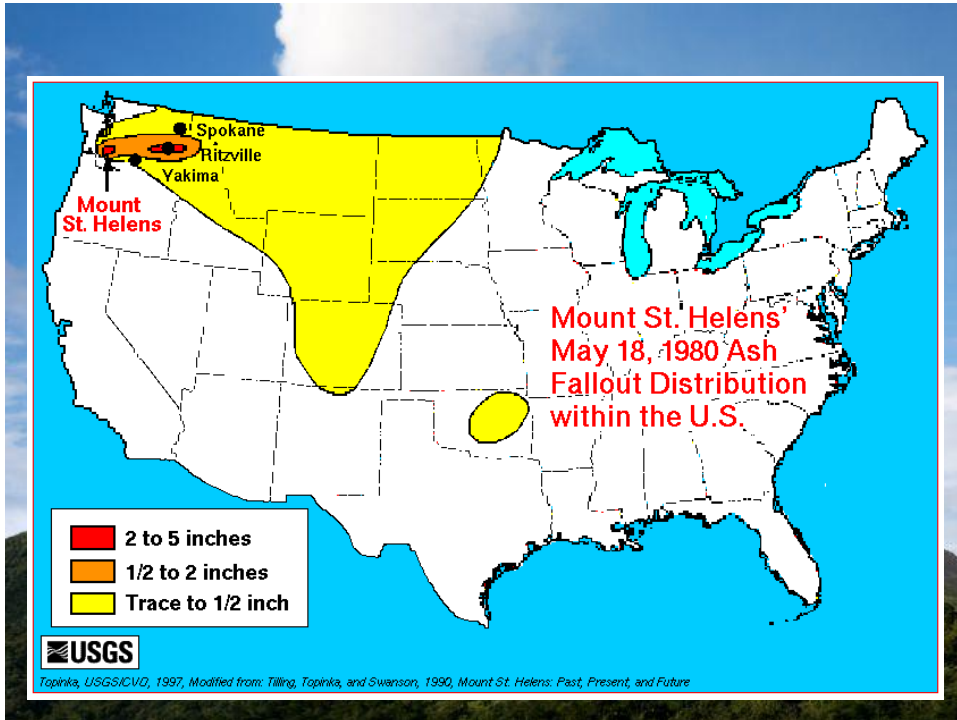 Spokane
Ritzville
Yakima
Mount
St. Helens
Mount St. Helens'
May 18, 1980 Ash
Fallout Distribution
within the U.S.
2 to 5 inches
1/2 to 2 inches
Trace to 1/2 inch
USGS
Topinka, USGS/CVO, 1997, Modified from: Tilling, Topinka, and Swanson, 1990, Mount St. Helens: Past, Present, and Future